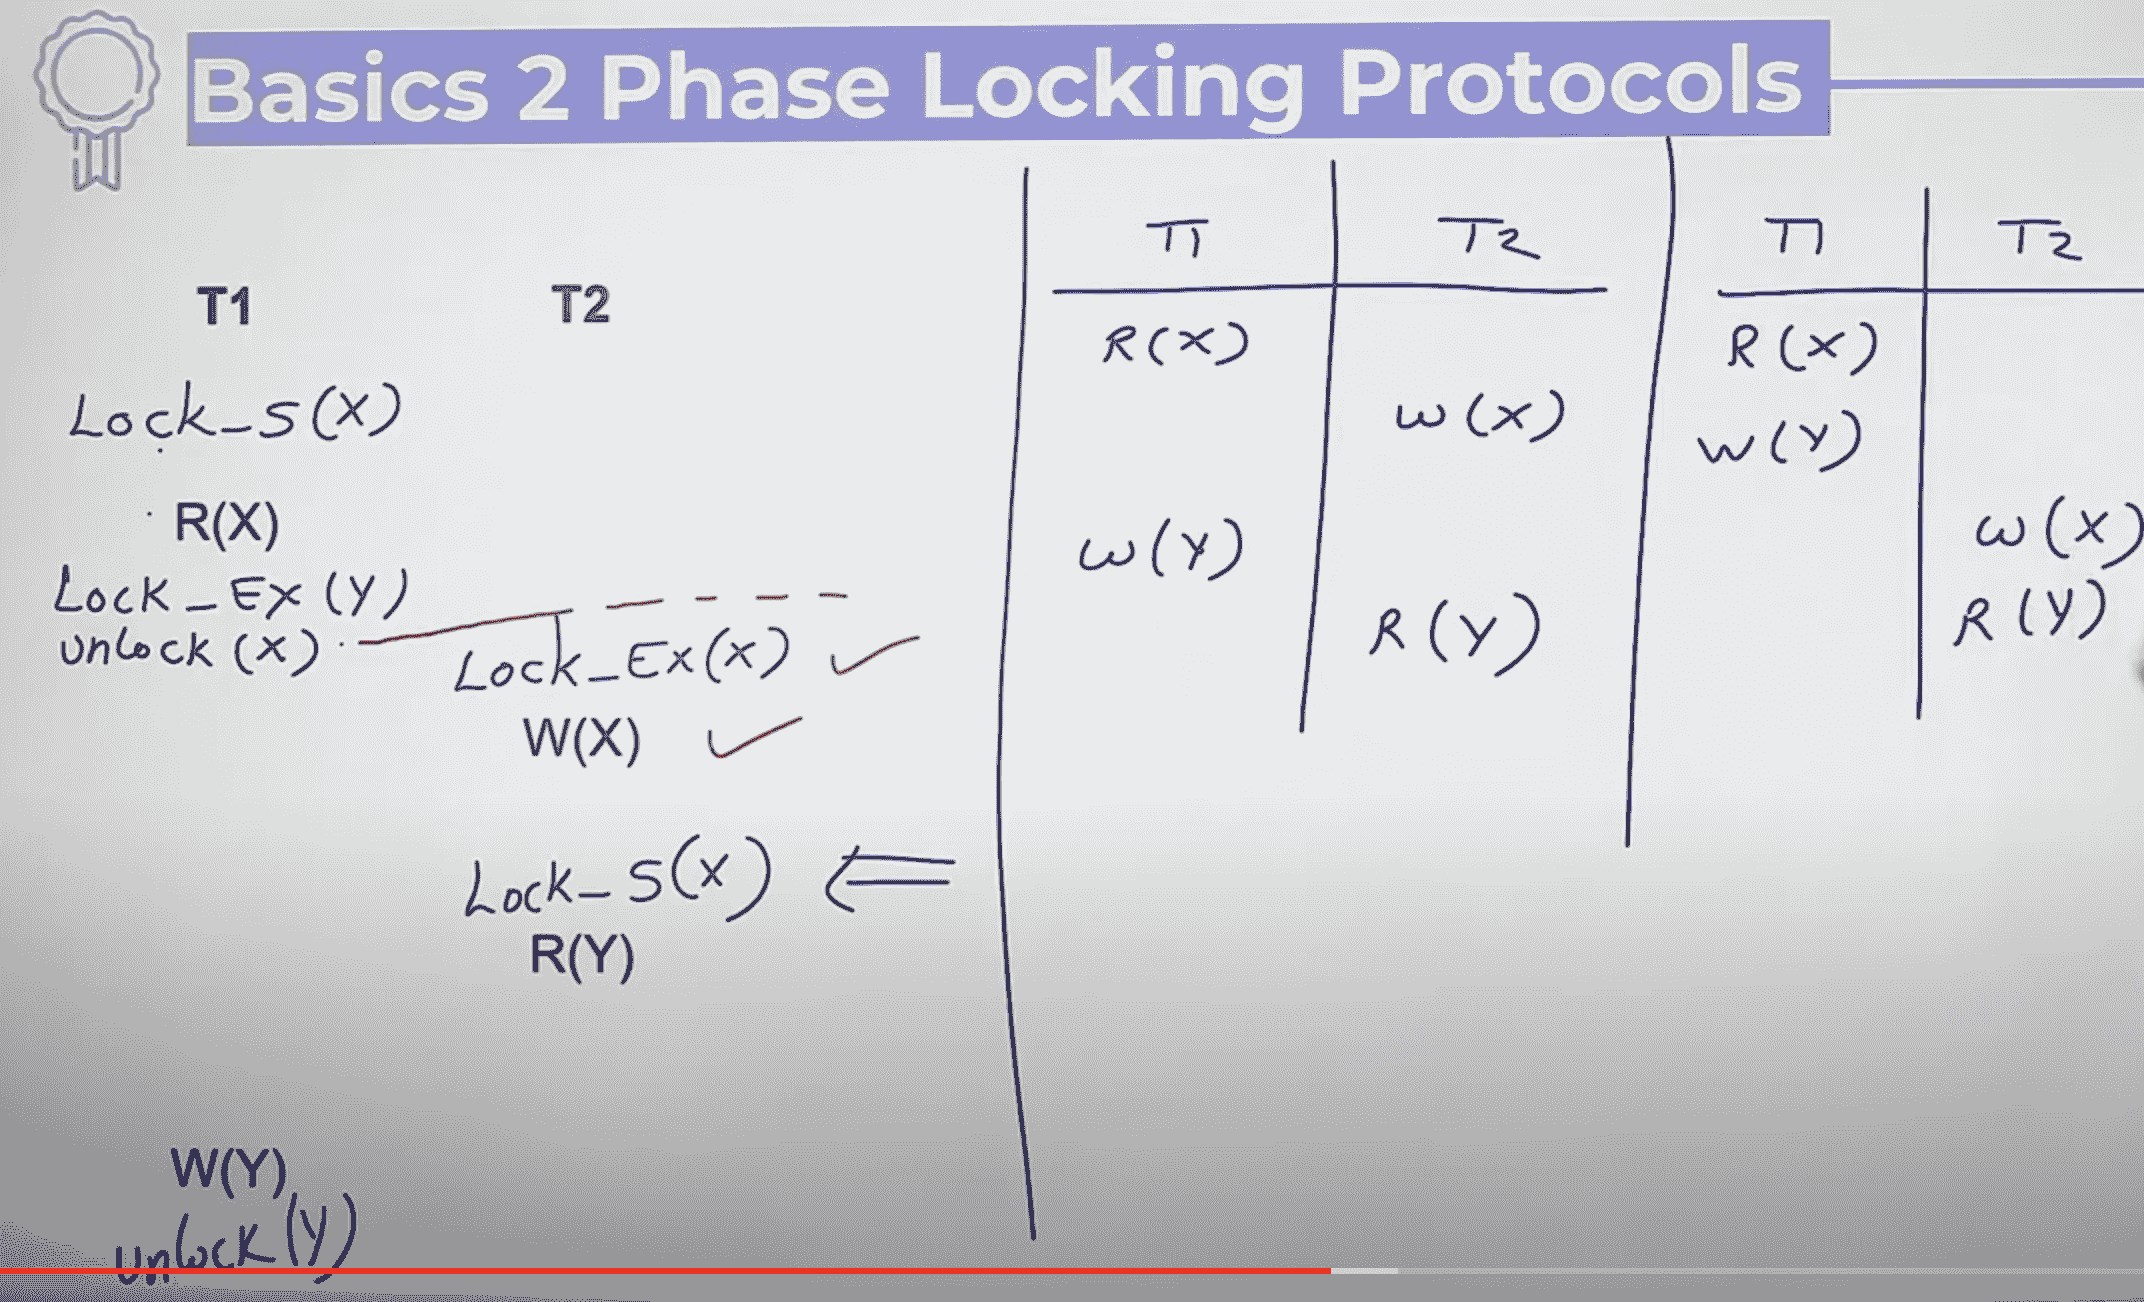 Basics 2 Phase Locking Protocols
T1 T2
Lock_S(X)
R(X)
Lock_Ex(Y)
unlock(X)
Lock_Ex(X)
W(X)
Lock_S(X)
R(Y)
W(Y)
unlock(Y)
T1 T2
R(X)
W(X)
W(Y)
R(Y)
T1 T2
R(X)
W(Y)
W(X)
R(Y)